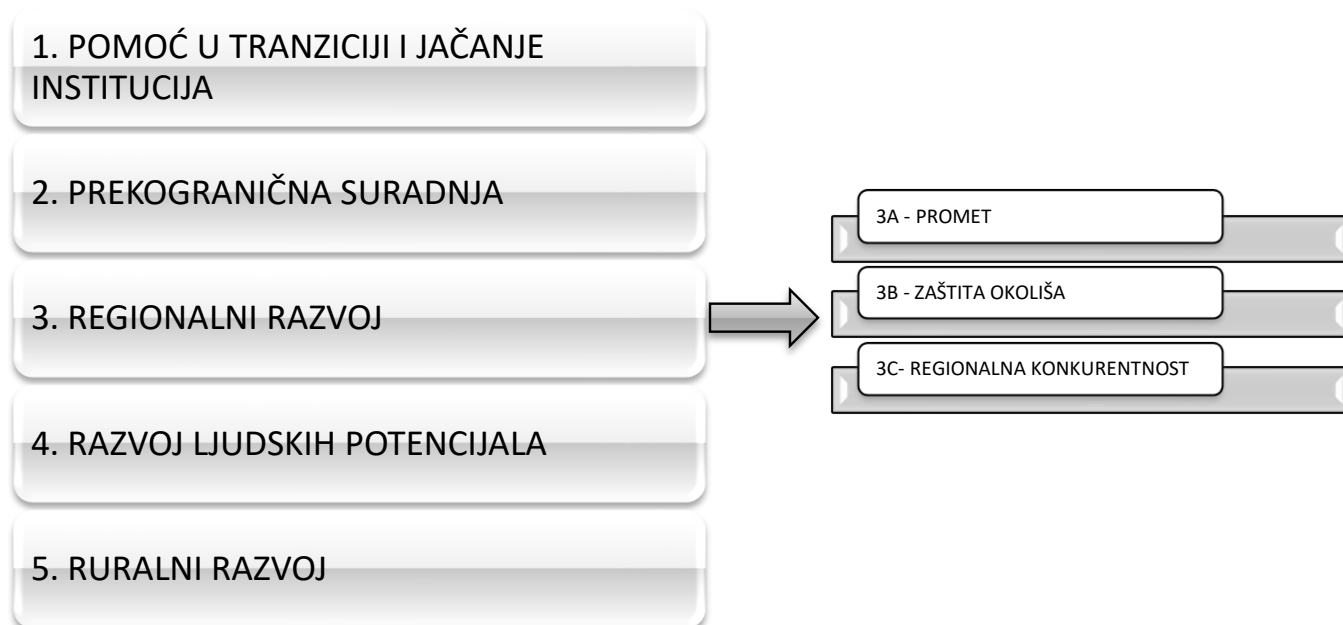 1. POMOĆ U TRANZICIJI I JAČANJE
INSTITUCIJA
2. PREKOGRANIČNA SURADNJA
3. REGIONALNI RAZVOJ
4. RAZVOJ LJUDSKIH POTENCIJALA
5. RURALNI RAZVOJ
3A - PROMET
3B - ZAŠTITA OKOLIŠA
3C- REGIONALNA KONKURENTNOST